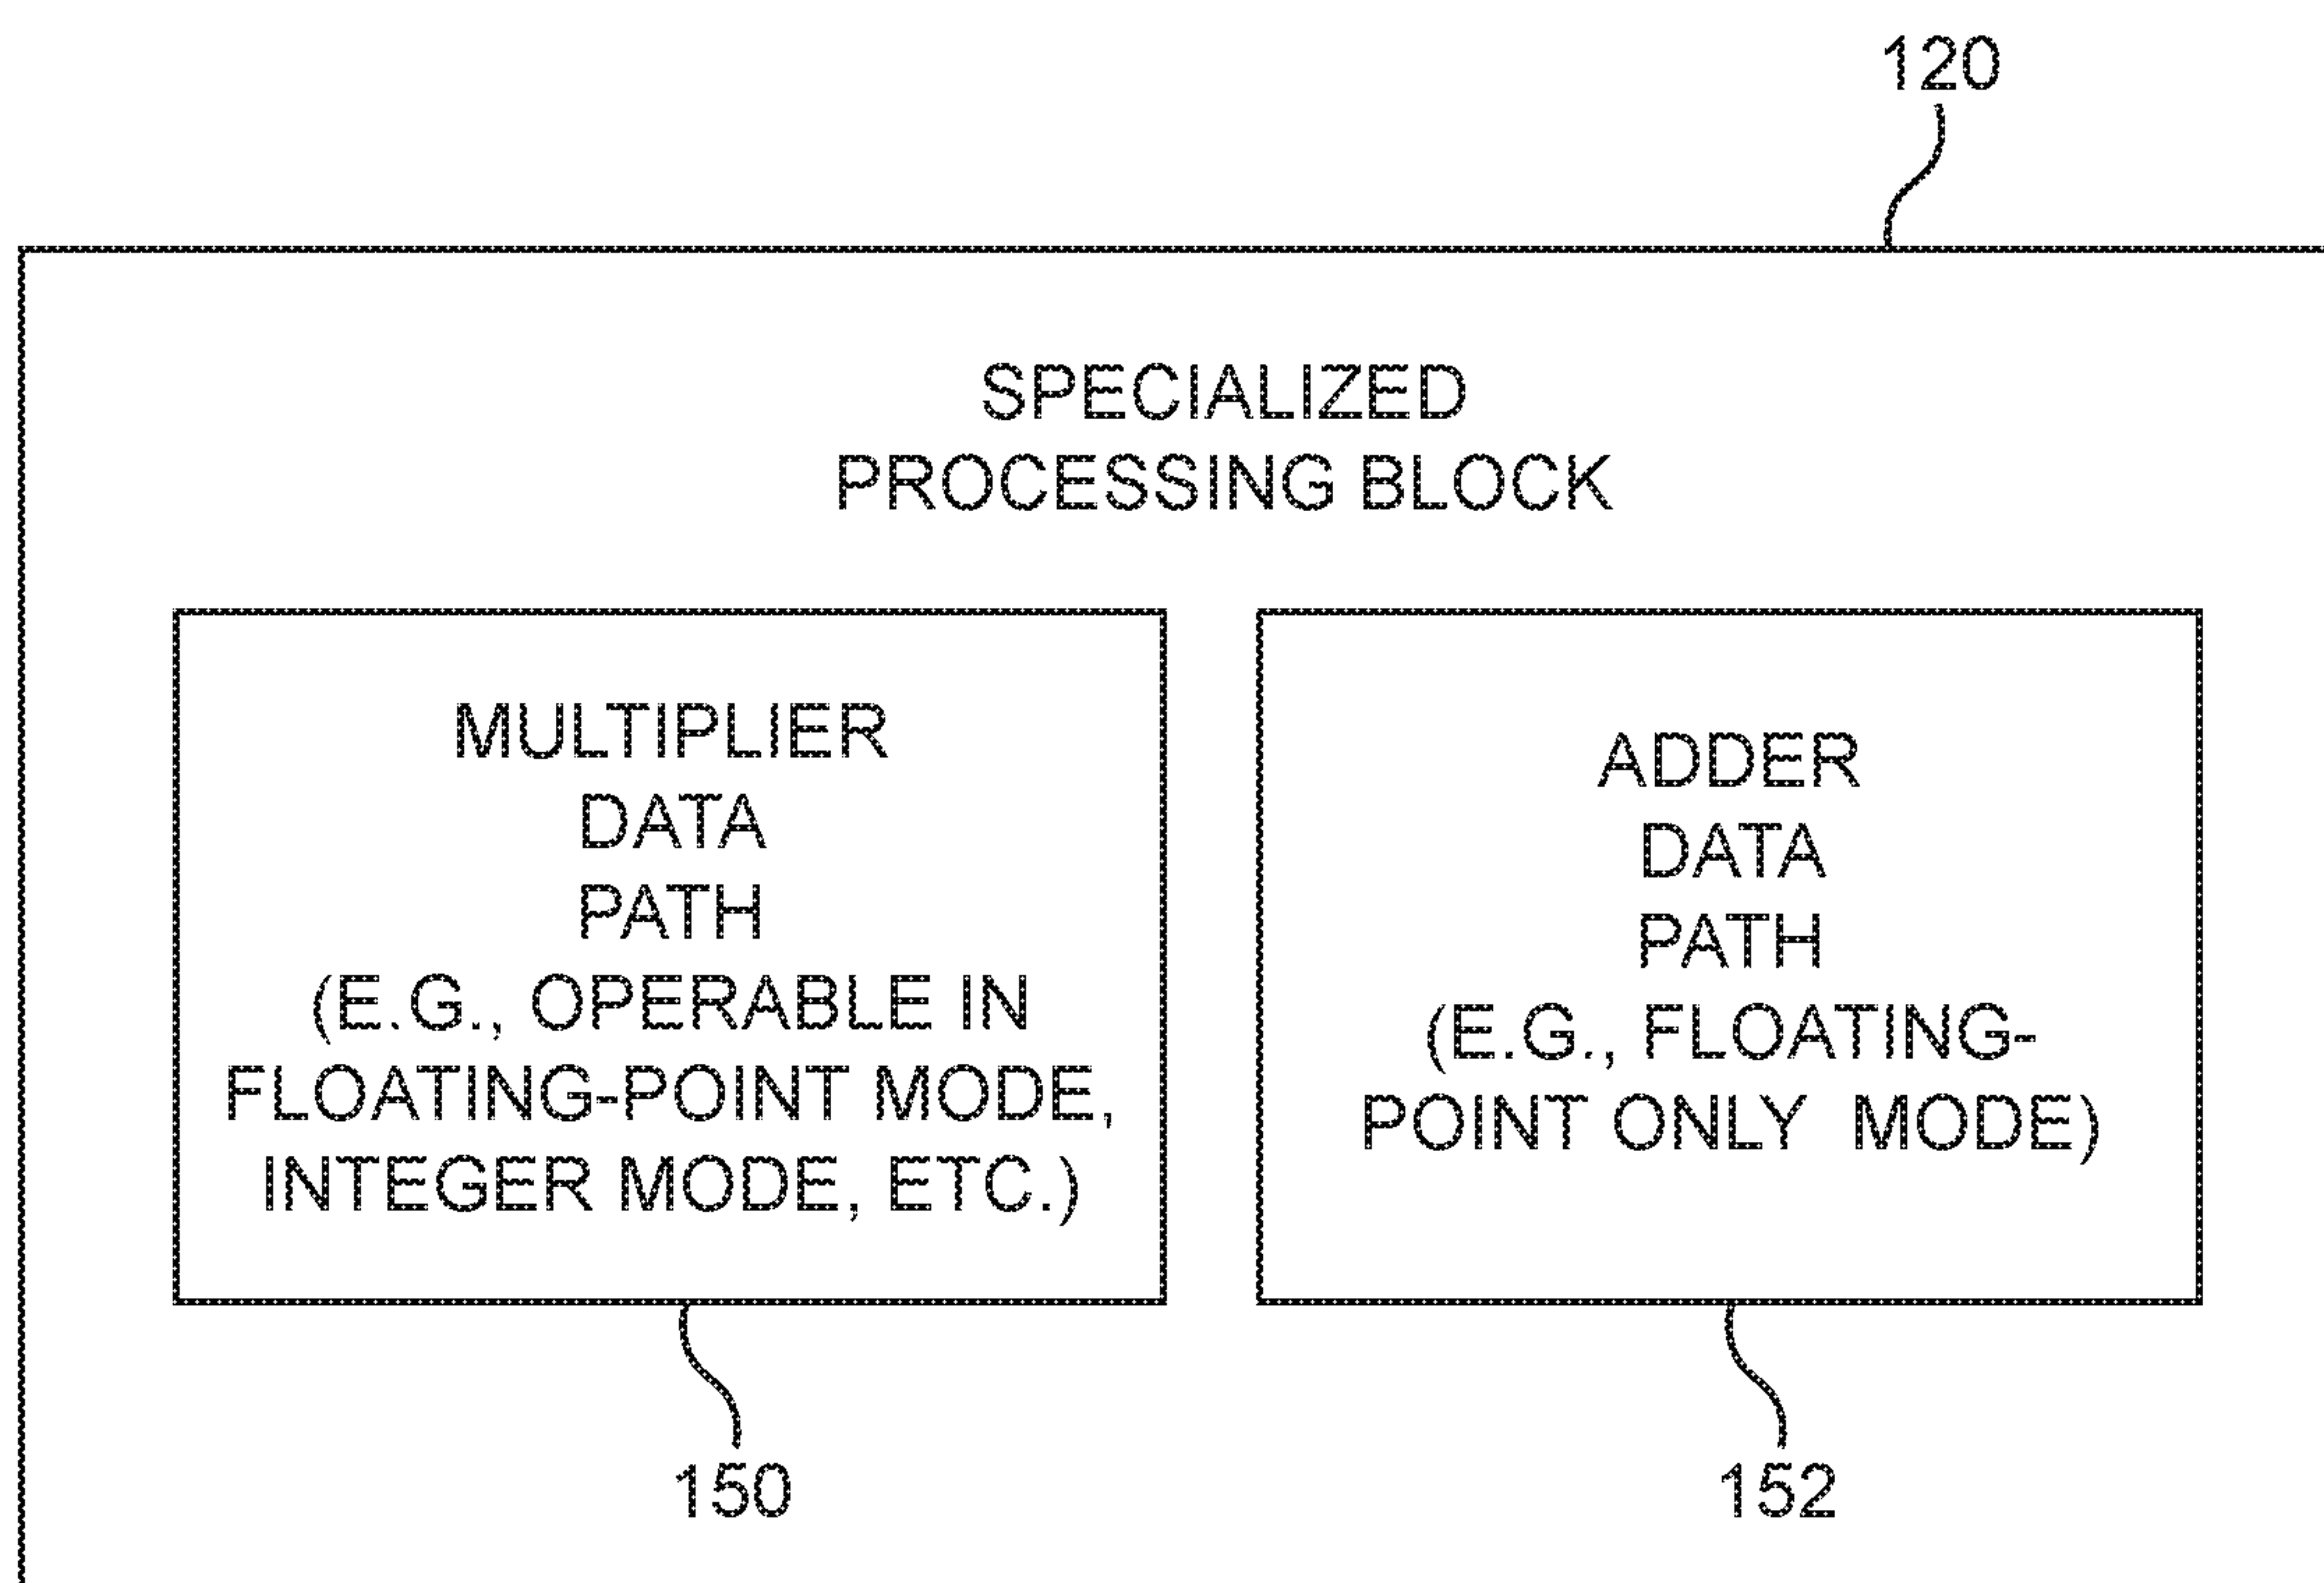 120
SPECIALIZED
PROCESSING BLOCK
MULTIPLIER
DATA
PATH
(E.G., OPERABLE IN
FLOATING-POINT MODE,
INTEGER MODE, ETC.)
ADDER
DATA
PATH
(E.G., FLOATING-
POINT ONLY MODE)
150
152